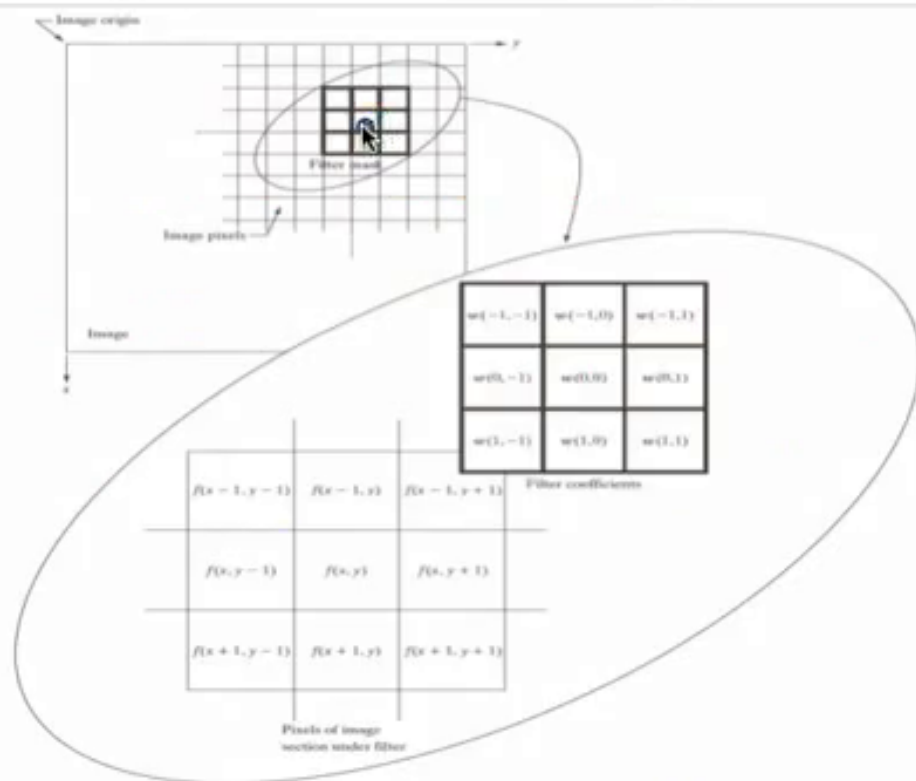 Image origin
y
Filter mask
Image pixels
Image
x
w(−1,−1) w(−1,0) w(−1,1)
w(0,−1) w(0,0) w(0,1)
w(1,−1) w(1,0) w(1,1)
Filter coefficients
f(x − 1, y − 1) f(x − 1, y) f(x − 1, y + 1)
f(x, y − 1) f(x, y) f(x, y + 1)
f(x + 1, y − 1) f(x + 1, y) f(x + 1, y + 1)
Pixels of image
section under filter